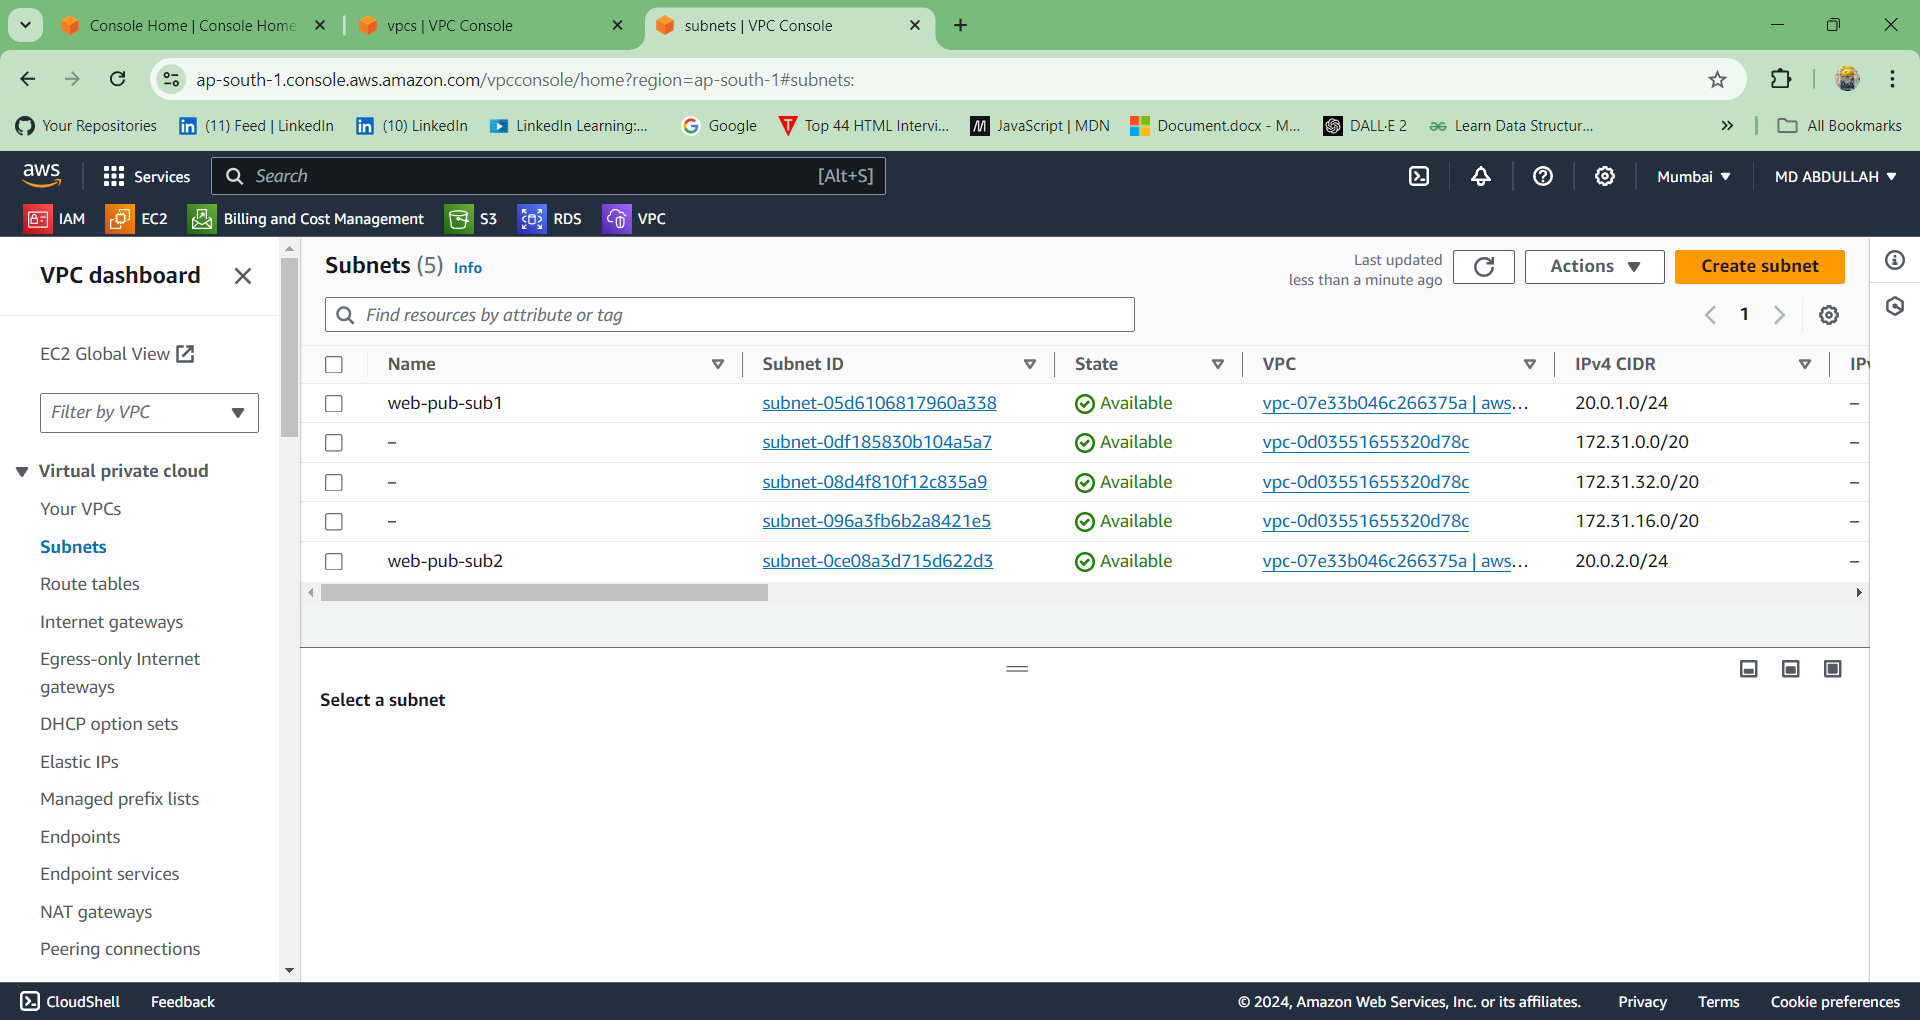 Console Home | Console Home
vpcs | VPC Console
subnets | VPC Console
ap-south-1.console.aws.amazon.com/vpcconsole/home?region=ap-south-1#subnets:
Your Repositories
(11) Feed | LinkedIn
(10) LinkedIn
LinkedIn Learning:...
Google
Top 44 HTML Intervi...
JavaScript | MDN
Document.docx - M...
DALL·E 2
Learn Data Structur...
All Bookmarks
aws
Services
Search
[Alt+S]
Mumbai
MD ABDULLAH
IAM
EC2
Billing and Cost Management
S3
RDS
VPC
VPC dashboard
EC2 Global View
Filter by VPC
Virtual private cloud
Your VPCs
Subnets
Route tables
Internet gateways
Egress-only Internet
gateways
DHCP option sets
Elastic IPs
Managed prefix lists
Endpoints
Endpoint services
NAT gateways
Peering connections
Subnets (5) Info
Last updated
less than a minute ago
Actions
Create subnet
Find resources by attribute or tag
1
Name Subnet ID State VPC IPv4 CIDR IPv
web-pub-sub1 subnet-05d6106817960a338 Available vpc-07e33b046c266375a | aws... 20.0.1.0/24 –
– subnet-0df185830b104a5a7 Available vpc-0d03551655320d78c 172.31.0.0/20 –
– subnet-08d4f810f12c835a9 Available vpc-0d03551655320d78c 172.31.32.0/20 –
– subnet-096a3fb6b2a8421e5 Available vpc-0d03551655320d78c 172.31.16.0/20 –
web-pub-sub2 subnet-0ce08a3d715d622d3 Available vpc-07e33b046c266375a | aws... 20.0.2.0/24 –
Select a subnet
CloudShell
Feedback
© 2024, Amazon Web Services, Inc. or its affiliates.
Privacy
Terms
Cookie preferences